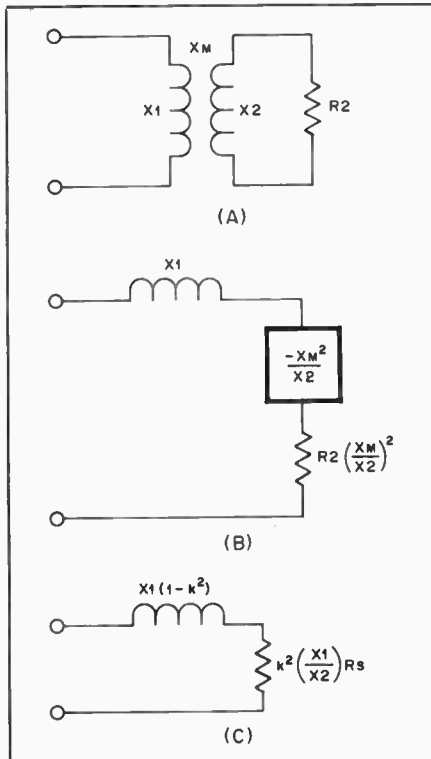 XM
X1
X2
R2
(A)
X1
-XM²
X2
R2 (XM/X2)²
(B)
X1 (1-k²)
k² (X1/X2) Rs
(C)